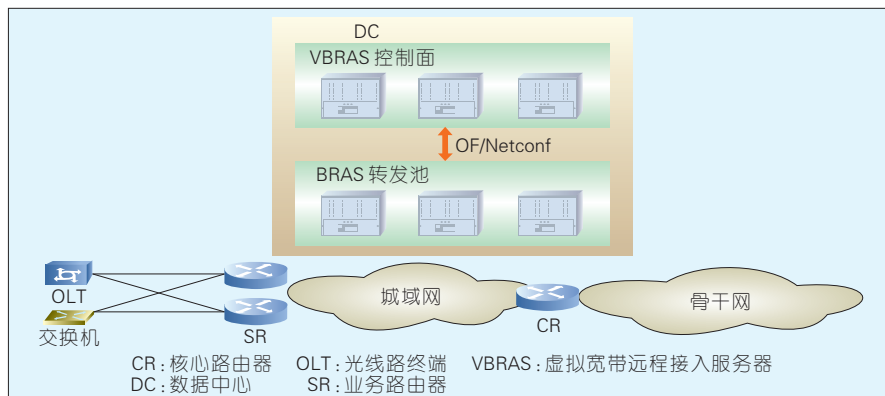 DC
VBRAS 控制面
OF/Netconf
BRAS 转发池
OLT
交换机
SR
城域网
CR
骨干网
CR：核心路由器 OLT：光线路终端 VBRAS：虚拟宽带远程接入服务器
DC：数据中心 SR：业务路由器